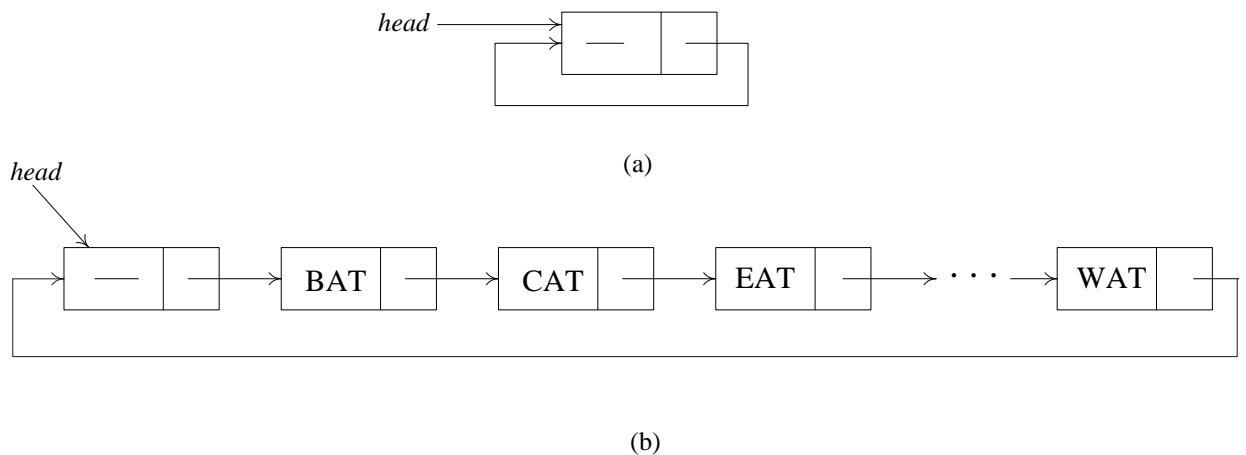 head
(a)
head
BAT CAT EAT . . . WAT
(b)